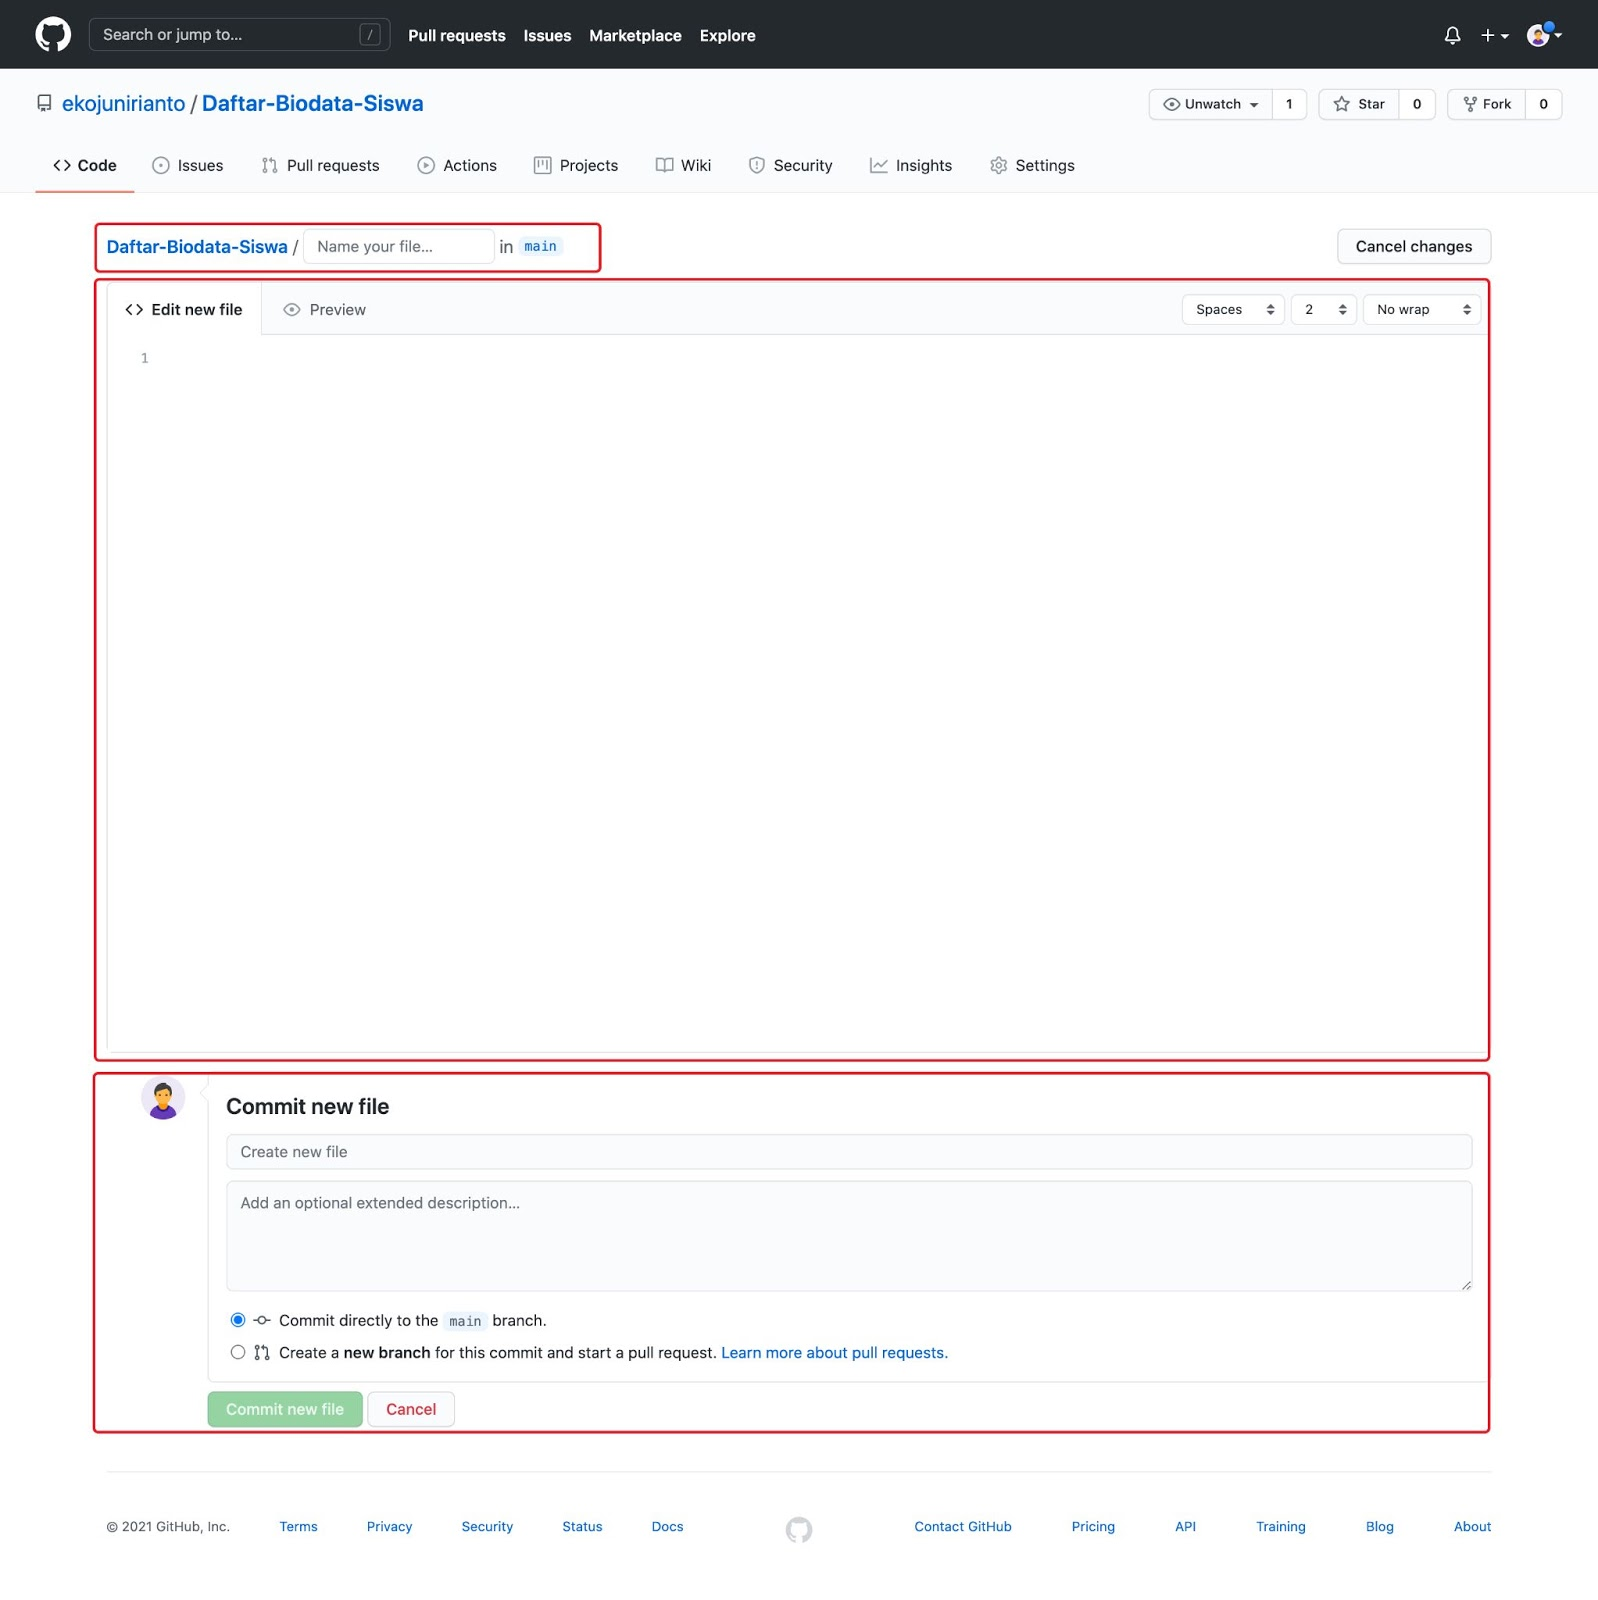 Search or jump to... / Pull requests Issues Marketplace Explore
ekojunirianto / Daftar-Biodata-Siswa Unwatch 1 Star 0 Fork 0
Code Issues Pull requests Actions Projects Wiki Security Insights Settings
Daftar-Biodata-Siswa / Name your file... in main Cancel changes
Edit new file Preview Spaces 2 No wrap
1
Commit new file
Create new file
Add an optional extended description...
Commit directly to the main branch.
Create a new branch for this commit and start a pull request. Learn more about pull requests.
Commit new file Cancel
© 2021 GitHub, Inc. Terms Privacy Security Status Docs Contact GitHub Pricing API Training Blog About